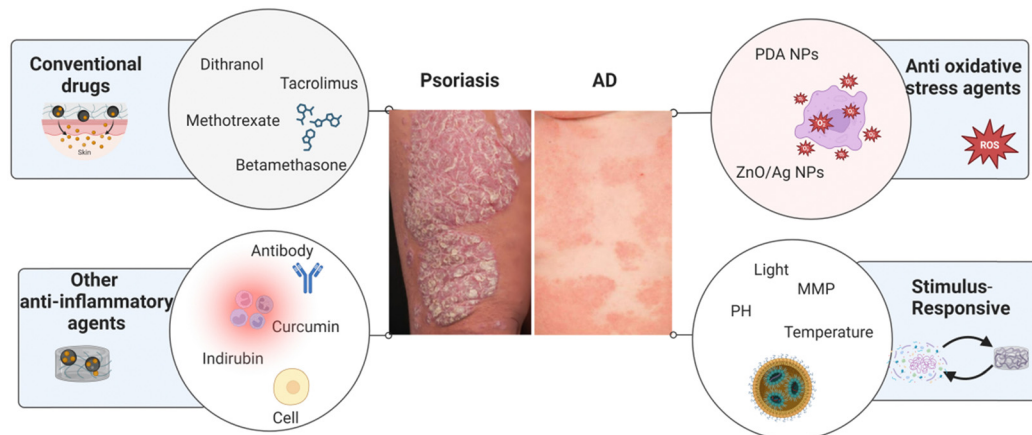 Conventional
drugs
Skin
Dithranol
Tacrolimus
Methotrexate
Betamethasone
Psoriasis
AD
PDA NPs
O₂
ZnO/Ag NPs
Anti oxidative
stress agents
ROS
Other
anti-inflammatory
agents
Antibody
Curcumin
Indirubin
Cell
Light
MMP
PH
Temperature
Stimulus-
Responsive